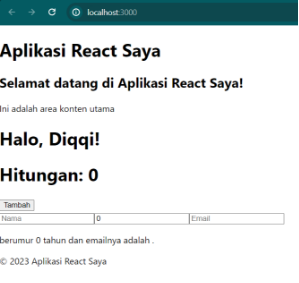 localhost:3000
Aplikasi React Saya
Selamat datang di Aplikasi React Saya!
Ini adalah area konten utama
Halo, Diqqi!
Hitungan: 0
Tambah
Nama 0 Email
berumur 0 tahun dan emailnya adalah .
© 2023 Aplikasi React Saya